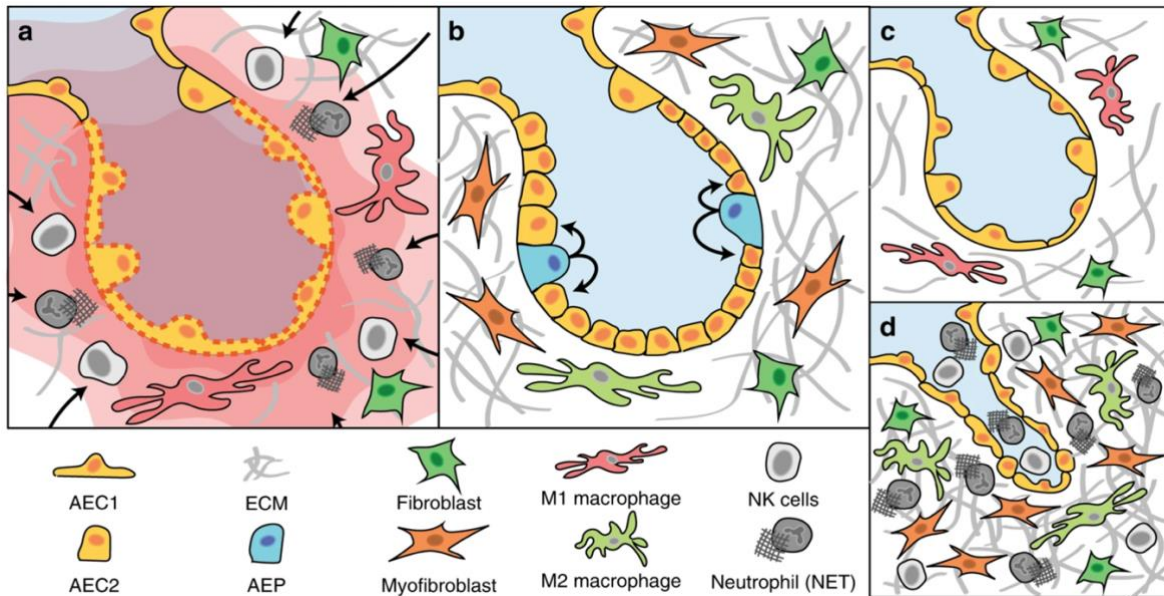 a
b
c
d
AEC1
ECM
Fibroblast
M1 macrophage
NK cells
AEC2
AEP
Myofibroblast
M2 macrophage
Neutrophil (NET)